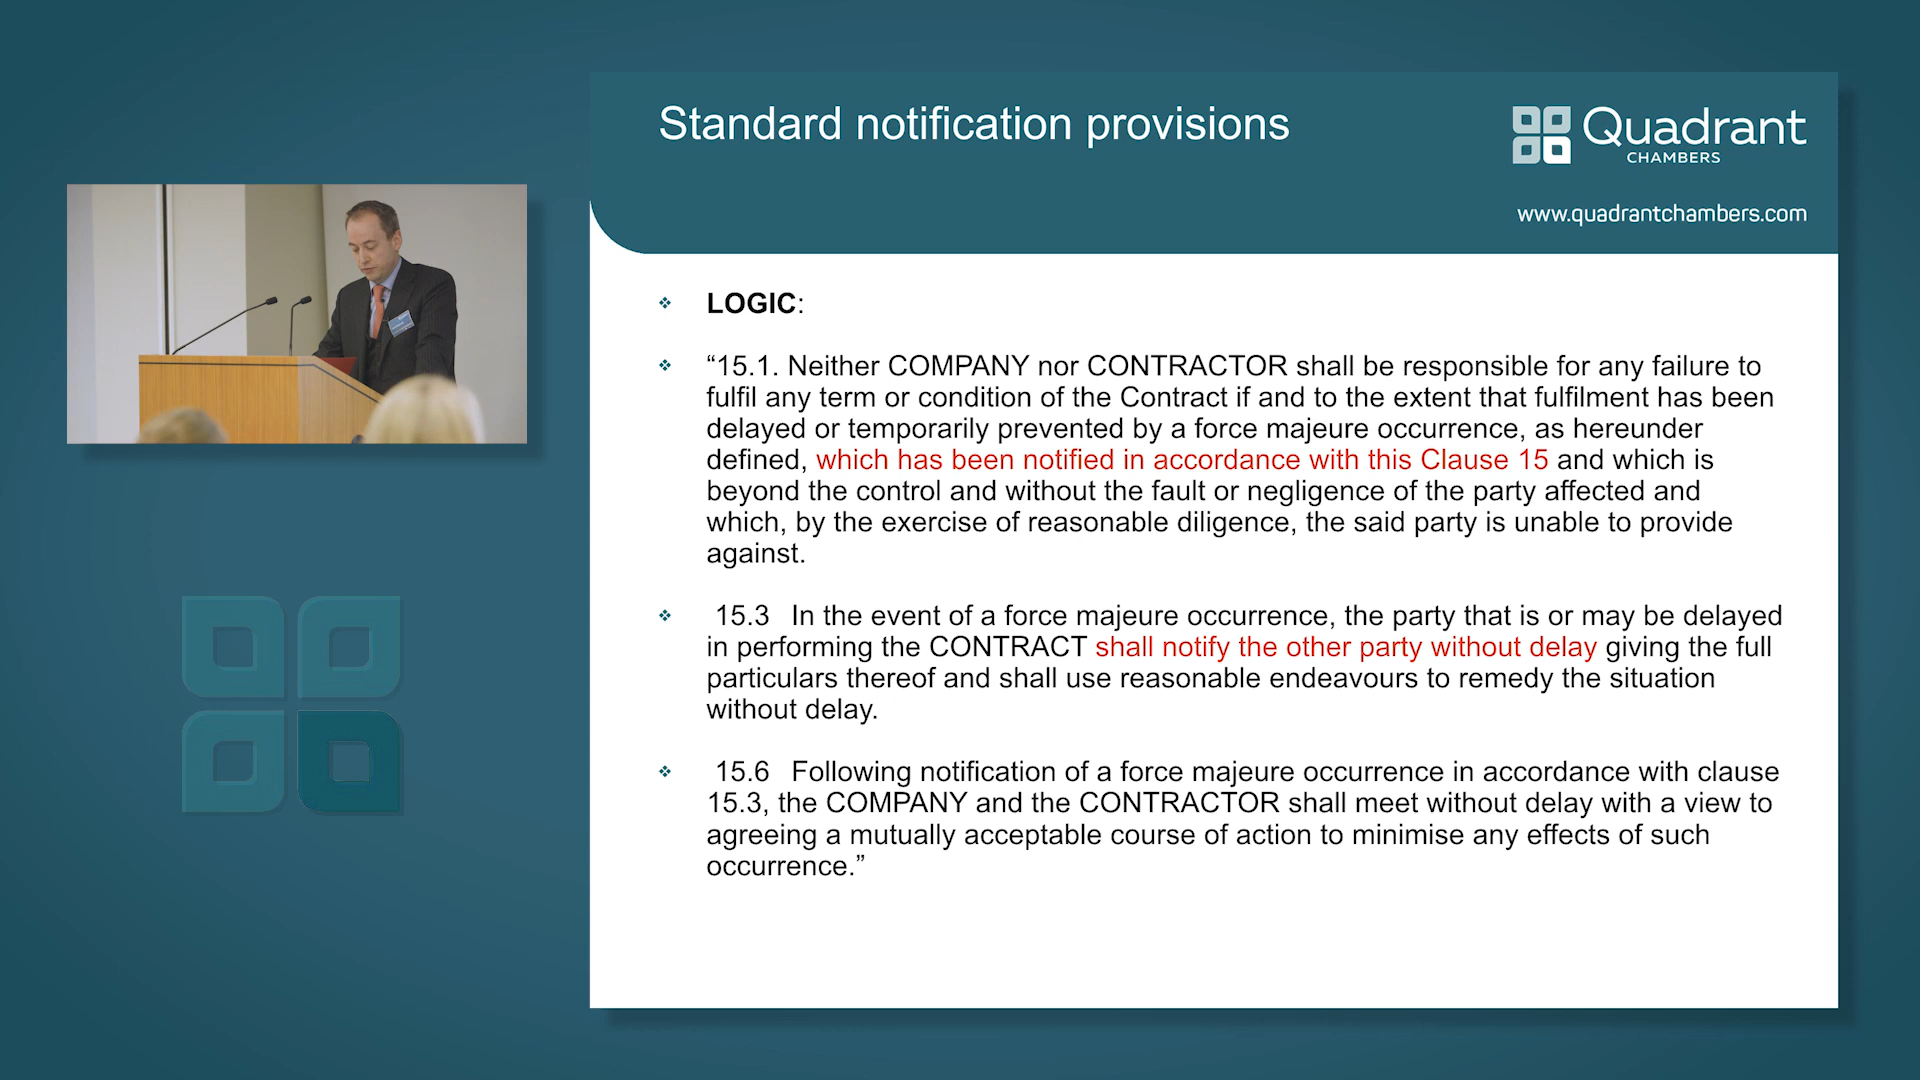 Standard notification provisions
Quadrant
CHAMBERS
www.quadrantchambers.com
LOGIC:
“15.1. Neither COMPANY nor CONTRACTOR shall be responsible for any failure to
fulfil any term or condition of the Contract if and to the extent that fulfilment has been
delayed or temporarily prevented by a force majeure occurrence, as hereunder
defined, which has been notified in accordance with this Clause 15 and which is
beyond the control and without the fault or negligence of the party affected and
which, by the exercise of reasonable diligence, the said party is unable to provide
against.
15.3 In the event of a force majeure occurrence, the party that is or may be delayed
in performing the CONTRACT shall notify the other party without delay giving the full
particulars thereof and shall use reasonable endeavours to remedy the situation
without delay.
15.6 Following notification of a force majeure occurrence in accordance with clause
15.3, the COMPANY and the CONTRACTOR shall meet without delay with a view to
agreeing a mutually acceptable course of action to minimise any effects of such
occurrence.”